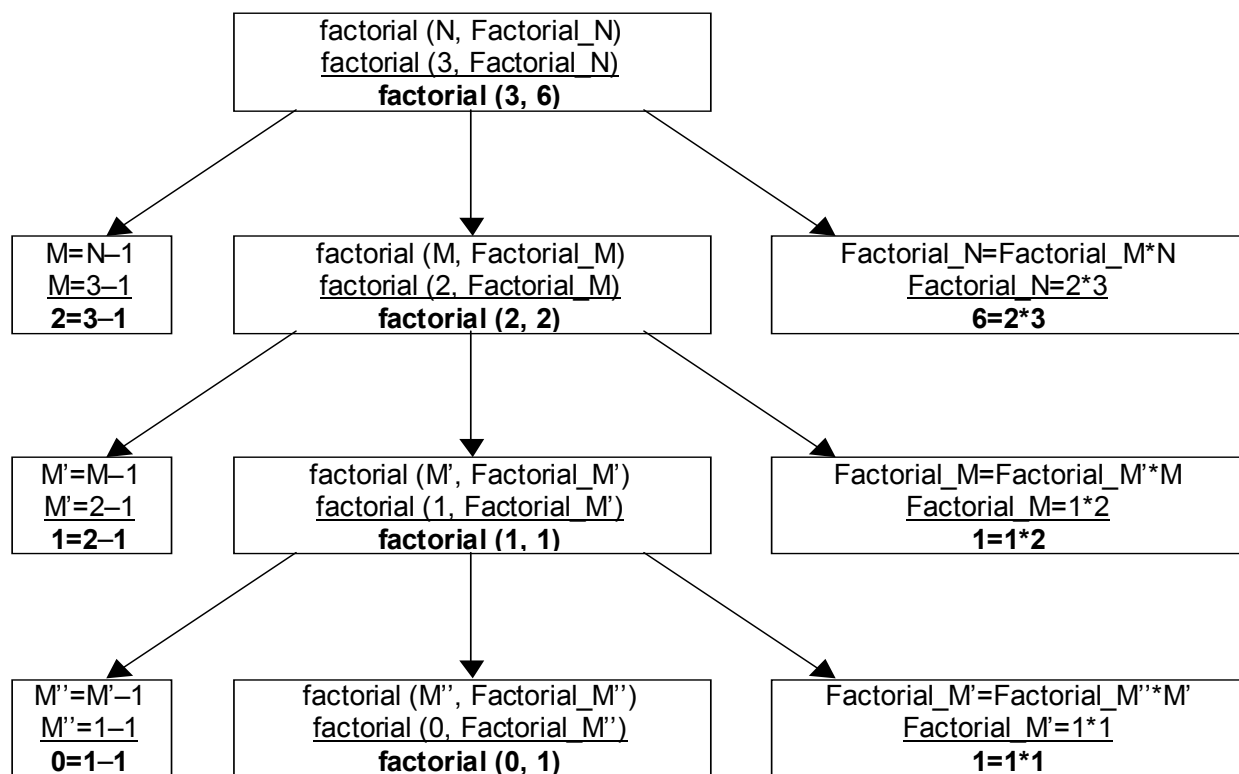 factorial (N, Factorial_N)
factorial (3, Factorial_N)
factorial (3, 6)
M=N–1
M=3–1
2=3–1
factorial (M, Factorial_M)
factorial (2, Factorial_M)
factorial (2, 2)
Factorial_N=Factorial_M*N
Factorial_N=2*3
6=2*3
M’=M–1
M’=2–1
1=2–1
factorial (M’, Factorial_M’)
factorial (1, Factorial_M’)
factorial (1, 1)
Factorial_M=Factorial_M’*M
Factorial_M=1*2
1=1*2
M’’=M’–1
M’’=1–1
0=1–1
factorial (M’’, Factorial_M’’)
factorial (0, Factorial_M’’)
factorial (0, 1)
Factorial_M’=Factorial_M’’*M’
Factorial_M’=1*1
1=1*1